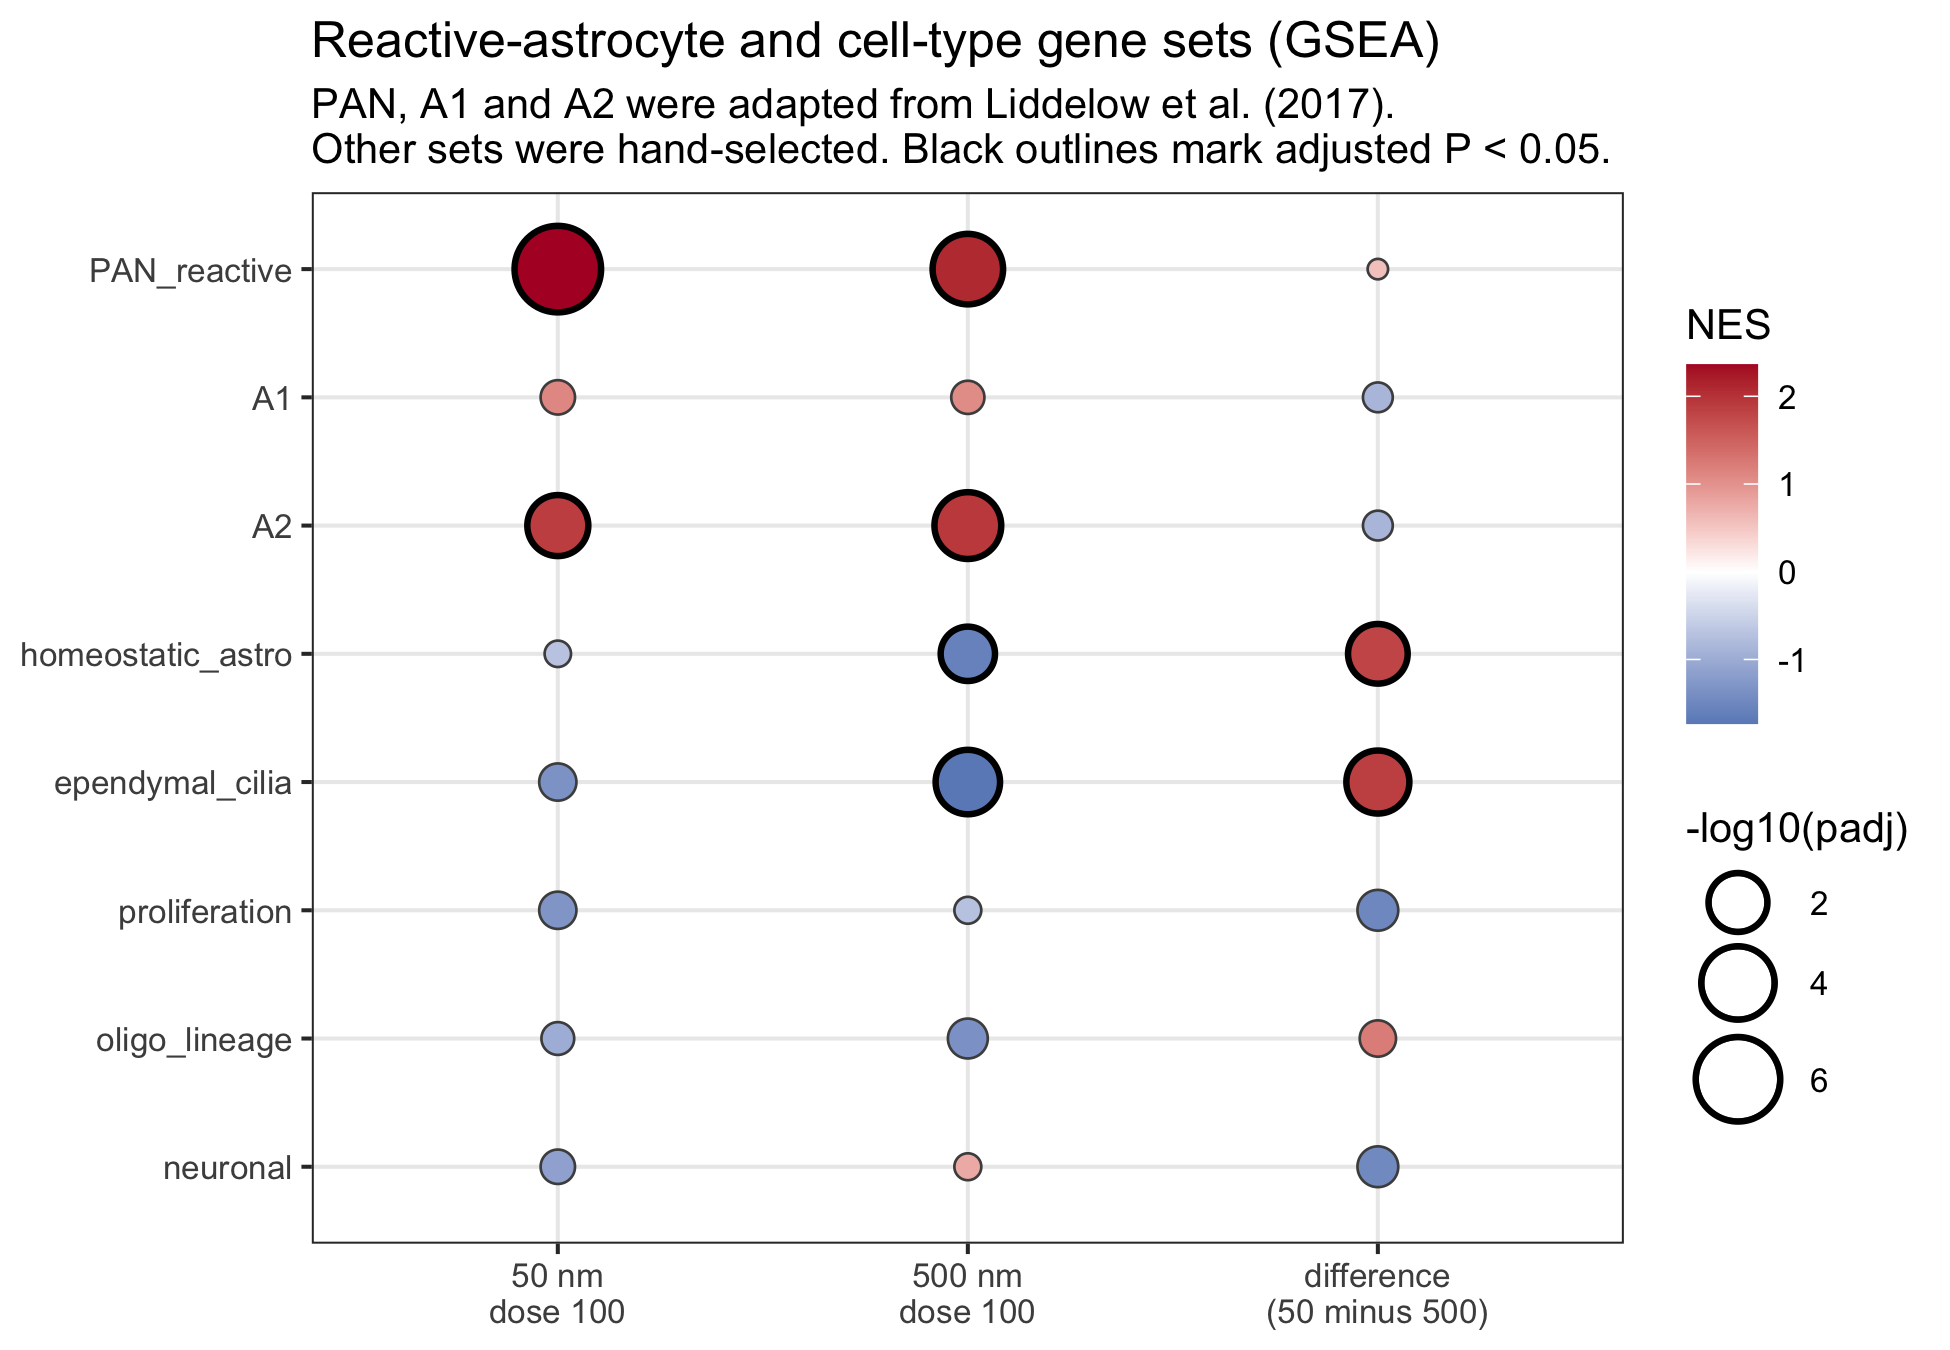 Reactive-astrocyte and cell-type gene sets (GSEA)
PAN, A1 and A2 were adapted from Liddelow et al. (2017).
Other sets were hand-selected. Black outlines mark adjusted P < 0.05.
PAN_reactive
A1
A2
homeostatic_astro
ependymal_cilia
proliferation
oligo_lineage
neuronal
50 nm
dose 100
500 nm
dose 100
difference
(50 minus 500)
NES
2
1
0
-1
-log10(padj)
2
4
6